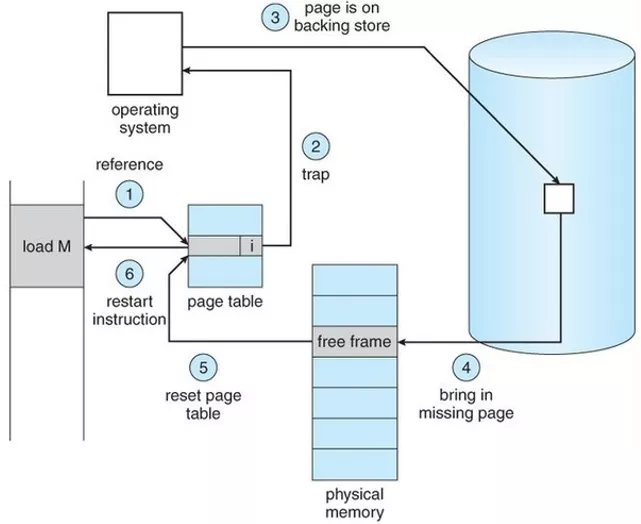 3
page is on
backing store
operating
system
2
trap
reference
1
load M
i
6
restart
instruction
page table
free frame
5
reset page
table
4
bring in
missing page
physical
memory